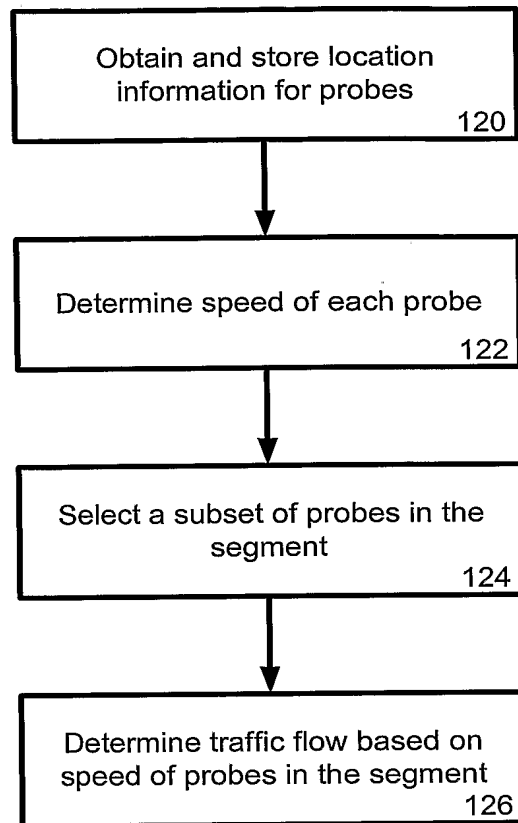 Obtain and store location
information for probes
120
Determine speed of each probe
122
Select a subset of probes in the
segment
124
Determine traffic flow based on
speed of probes in the segment
126